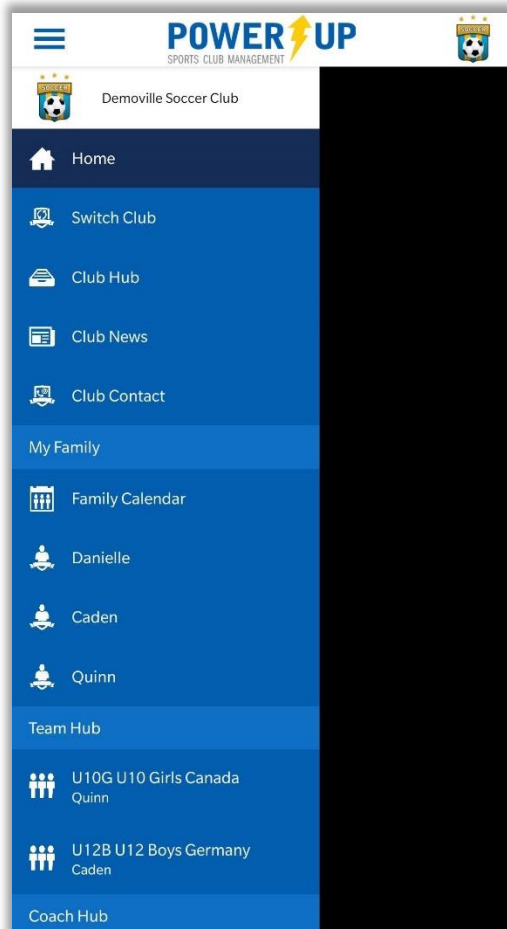 POWER UP
SPORTS CLUB MANAGEMENT
SOCCER
SOCCER
Demoville Soccer Club
Home
Switch Club
Club Hub
Club News
Club Contact
My Family
Family Calendar
Danielle
Caden
Quinn
Team Hub
U10G U10 Girls Canada
Quinn
U12B U12 Boys Germany
Caden
Coach Hub